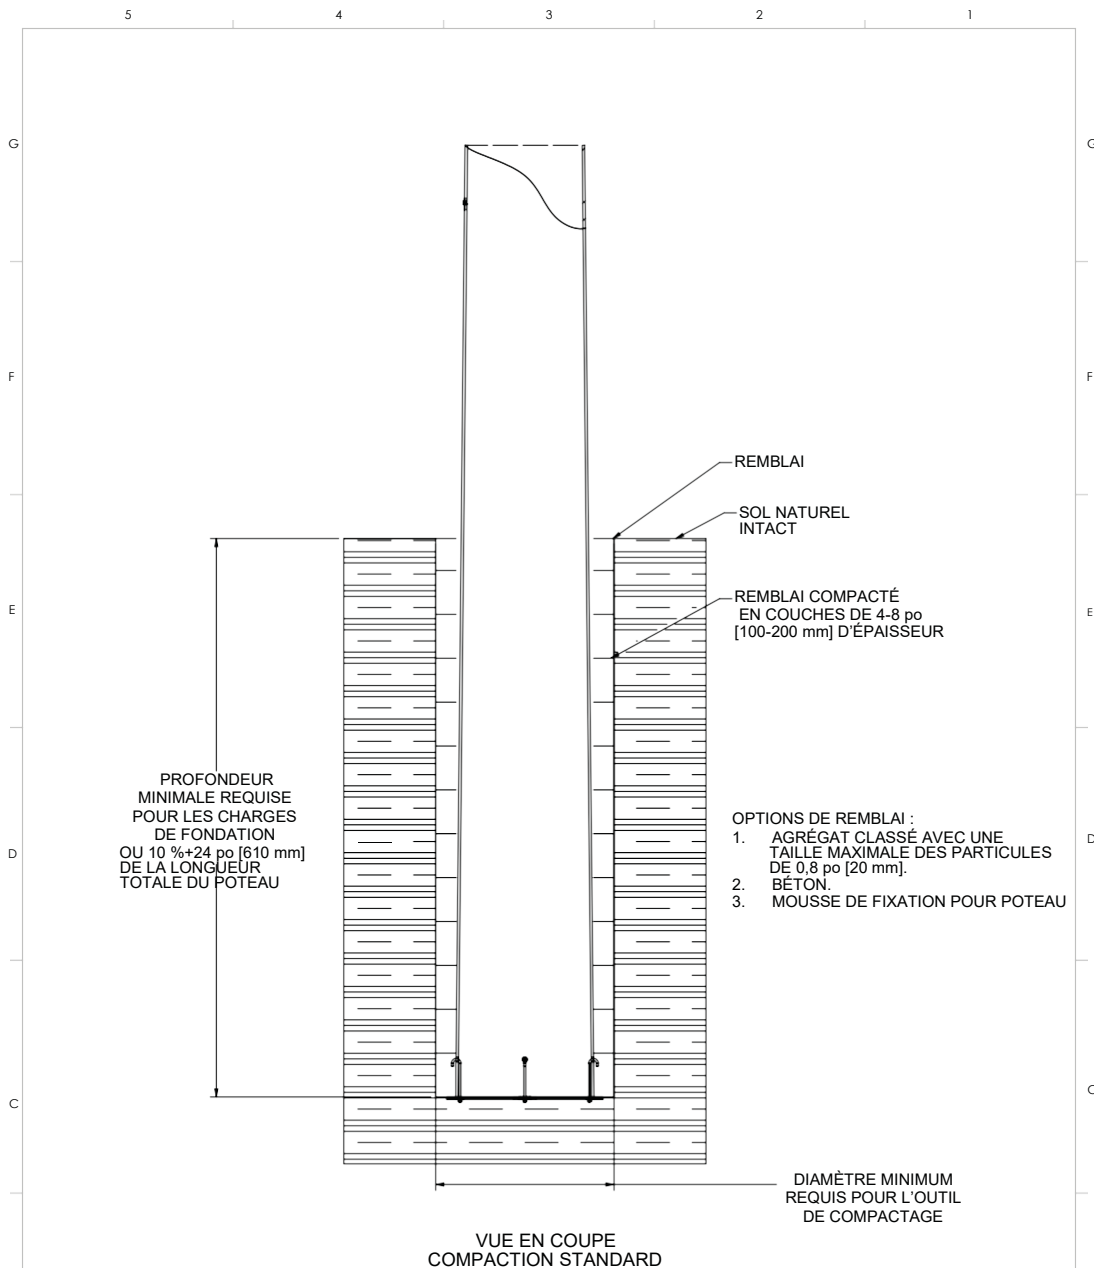 5 4 3 2 1
G G
F F
REMBLAI
SOL NATUREL
INTACT
E E
REMBLAI COMPACTÉ
EN COUCHES DE 4-8 po
[100-200 mm] D'ÉPAISSEUR
PROFONDEUR
MINIMALE REQUISE
POUR LES CHARGES
DE FONDATION
OU 10 %+24 po [610 mm]
DE LA LONGUEUR
TOTALE DU POTEAU
D D
OPTIONS DE REMBLAI :
1. AGRÉGAT CLASSÉ AVEC UNE
TAILLE MAXIMALE DES PARTICULES
DE 0,8 po [20 mm].
2. BÉTON.
3. MOUSSE DE FIXATION POUR POTEAU
C C
DIAMÈTRE MINIMUM
REQUIS POUR L'OUTIL
DE COMPACTAGE
VUE EN COUPE
COMPACTION STANDARD